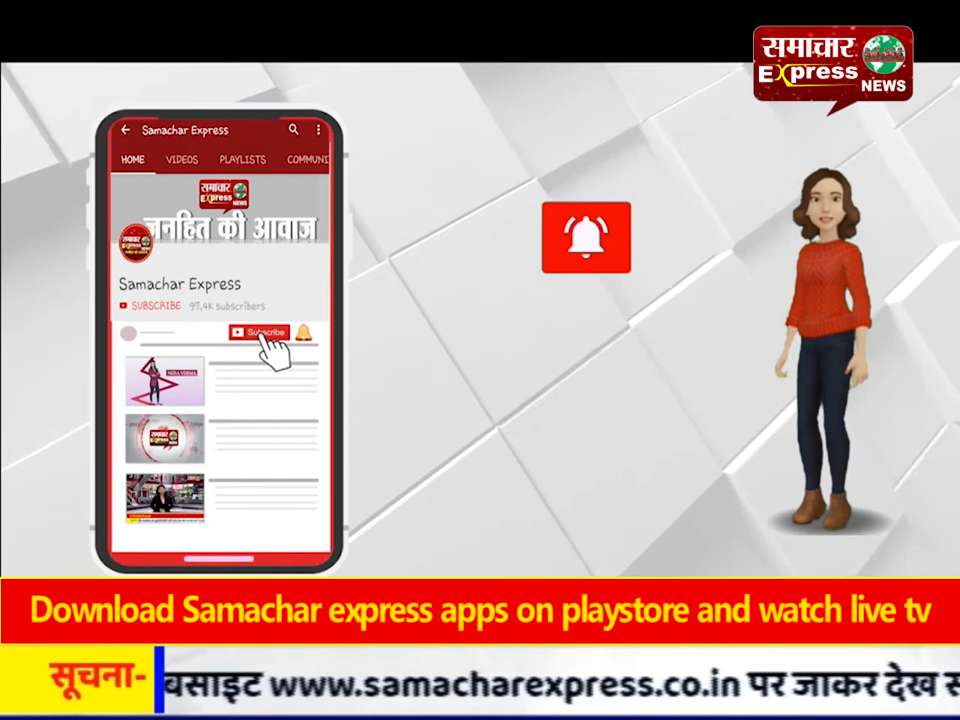 समाचार
Express
NEWS
Samachar Express
HOME VIDEOS PLAYLISTS COMMUNI
समाचार
Express
NEWS
जनहित की आवाज
Samachar Express
SUBSCRIBE 97.4K subscribers
Subscribe
NEHA VERMA
Download Samachar express apps on playstore and watch live tv
सूचना- बसाइट www.samacharexpress.co.in पर जाकर देख स